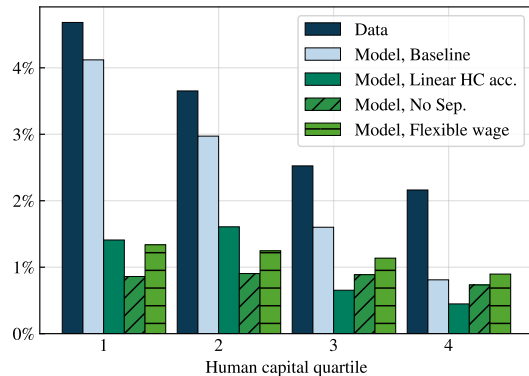 Data
Model, Baseline
Model, Linear HC acc.
Model, No Sep.
Model, Flexible wage
4%
3%
2%
1%
0%
1 2 3 4
Human capital quartile